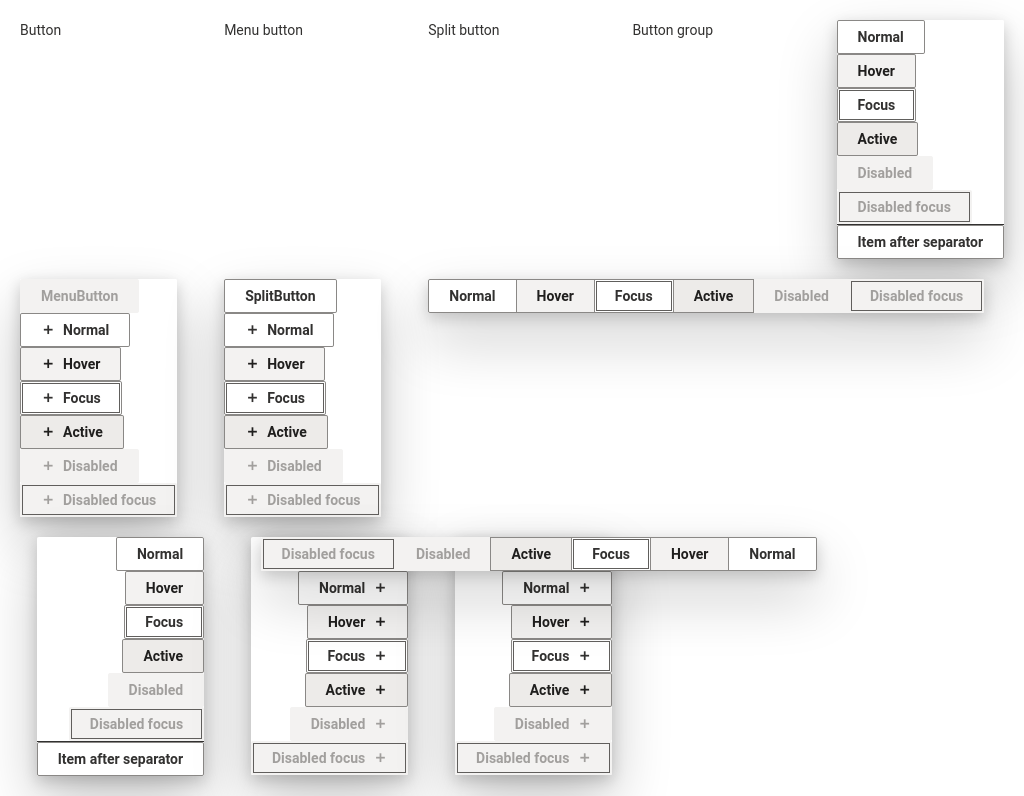 Button
Menu button
Split button
Button group
Normal
Hover
Focus
Active
Disabled
Disabled focus
Item after separator
MenuButton
+ Normal
+ Hover
+ Focus
+ Active
+ Disabled
+ Disabled focus
SplitButton
+ Normal
+ Hover
+ Focus
+ Active
+ Disabled
+ Disabled focus
Normal Hover Focus Active Disabled Disabled focus
Normal
Hover
Focus
Active
Disabled
Disabled focus
Item after separator
Disabled focus Disabled Active Focus Hover Normal
Normal +
Hover +
Focus +
Active +
Disabled +
Disabled focus +
Normal +
Hover +
Focus +
Active +
Disabled +
Disabled focus +